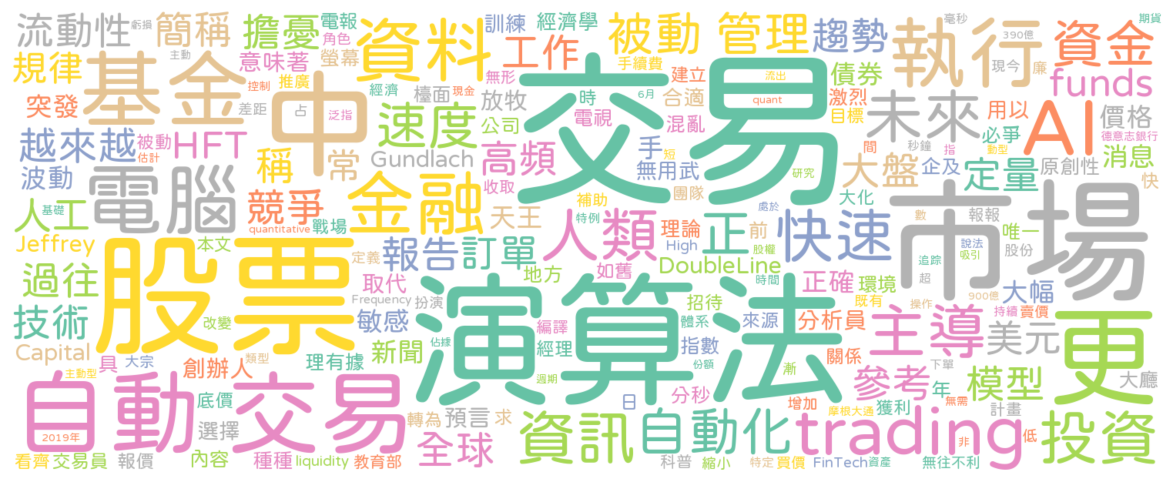 流動性 簡稱 擔憂 電報 訓練 經濟學 被動 管理 趨勢 執行 資金
虧損 主動 角色 意味著 螢幕 資料 工作 手續費 毫秒 390億 期貨 現今 廉
規律 基金 推廣 經濟 現金 無形 建立 流出 債券 funds
突發 控制 差距 占 泛指 中 檯面 放牧 時 電視 6月 合適 quant 激烈 目標 未來 用以 AI 價格
越來越 被動 HFT 速度 公司 混亂 交易 間 秒鐘 必爭 德意志銀行
波動 估計 稱 常 Gundlach 高頻 手 無用武 大盤 動型 指 企及 定量 原創性 消息 快
電腦 金融 收取 短 研究 團隊 補助 大化 市場
人工 基礎 競爭 quantitative 戰場 天王 特例 人類 理論 正 前 處於 快速 數 報報 唯一
Jeffrey 本文 股票 定義 報告 訂單 High 股權 追踪 說法 吸引 股份
過往 取代 地方 如舊 DoubleLine 時間 正確 環境 超 900億 大幅
技術 改變 Frequency 扮演 敏感 演算法 招待 既有 操作 持續 賣價
Capital 理有據 新聞 佔據 編譯 經理 體系 指數 來源 份額 分析員 主導 美元 更
具 大宗 創辦人 類型 主動型 週期 漸 關係 下單 大廳
自動交易 底價 轉為 預言 求 日 分秒 增加 參考 年 模型
2019年 選擇 全球 資訊 自動化 摩根大通 獲利 無需 計畫 trading 投資
看齊 交易員 報價 內容 種種 liquidity 教育部 科普 縮小 特定 買價 FinTech 資產 無往不利 非 低